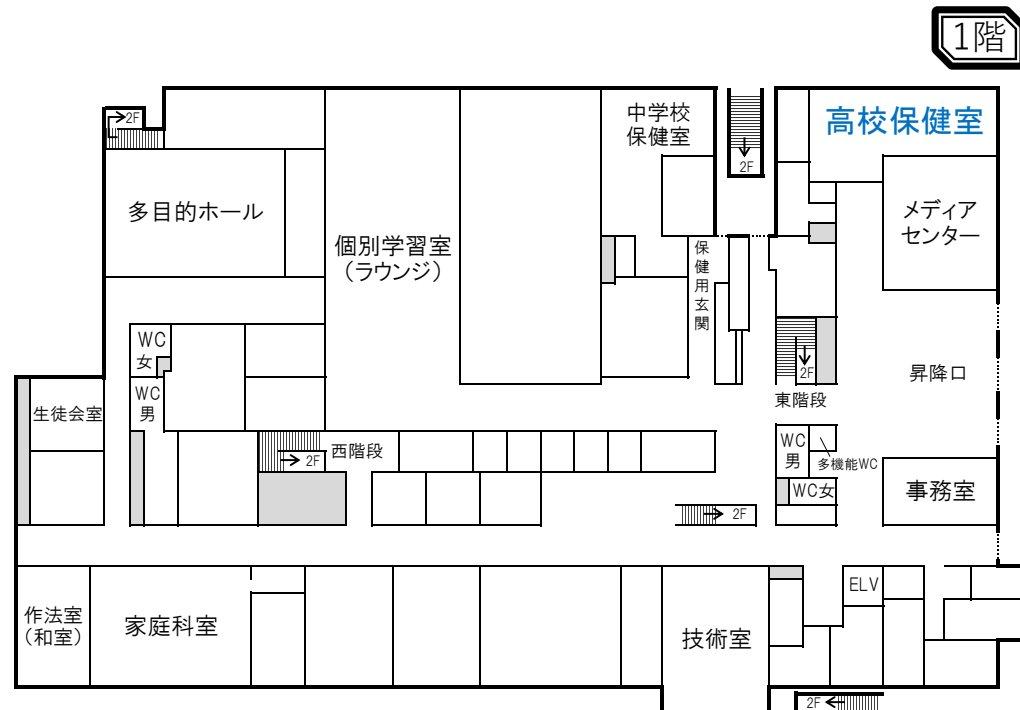 1階
2F
中学校
保健室
高校保健室
2F
多目的ホール
個別学習室
(ラウンジ)
メディア
センター
保健用玄関
WC
女
WC
男
2F
昇降口
東階段
生徒会室
西階段
2F
WC
男
多機能WC
WC女
事務室
2F
作法室
(和室)
家庭科室
技術室
ELV
2F